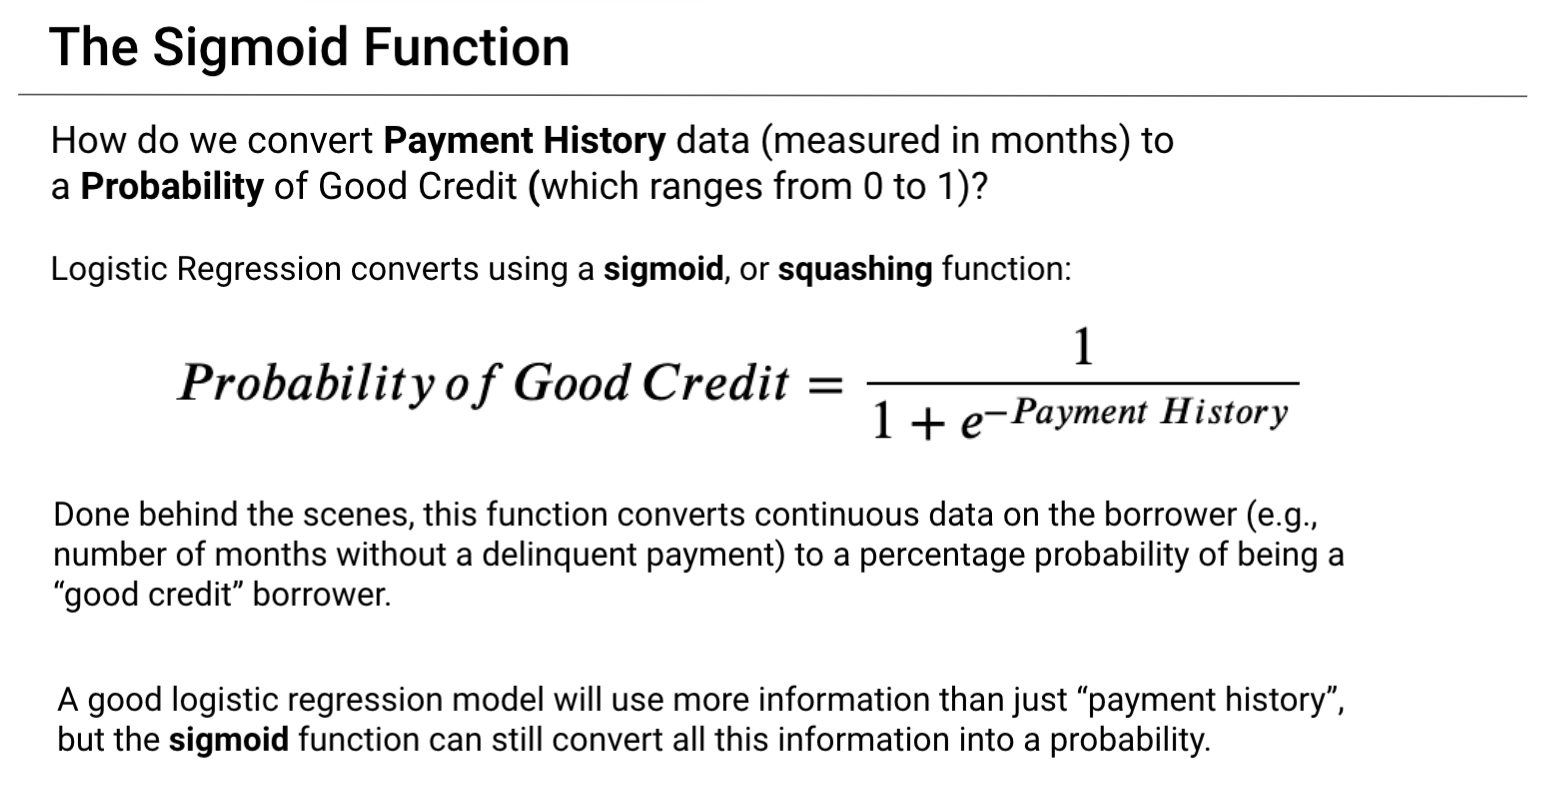 The Sigmoid Function
How do we convert Payment History data (measured in months) to
a Probability of Good Credit (which ranges from 0 to 1)?
Logistic Regression converts using a sigmoid, or squashing function:
Probability of Good Credit = 1 / (1 + e^{-Payment History})
Done behind the scenes, this function converts continuous data on the borrower (e.g.,
number of months without a delinquent payment) to a percentage probability of being a
“good credit” borrower.
A good logistic regression model will use more information than just “payment history”,
but the sigmoid function can still convert all this information into a probability.